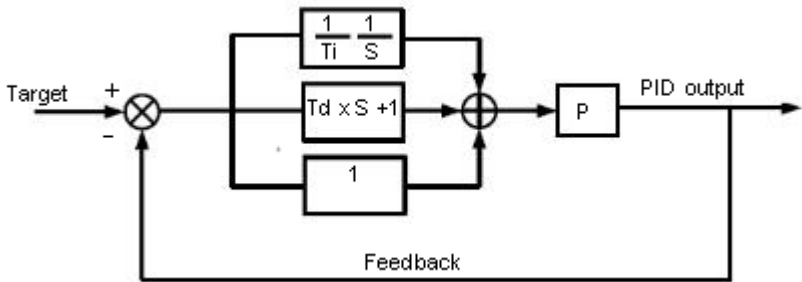 1 1
Ti S
Target
+
−
Td x S +1
P
PID output
1
Feedback